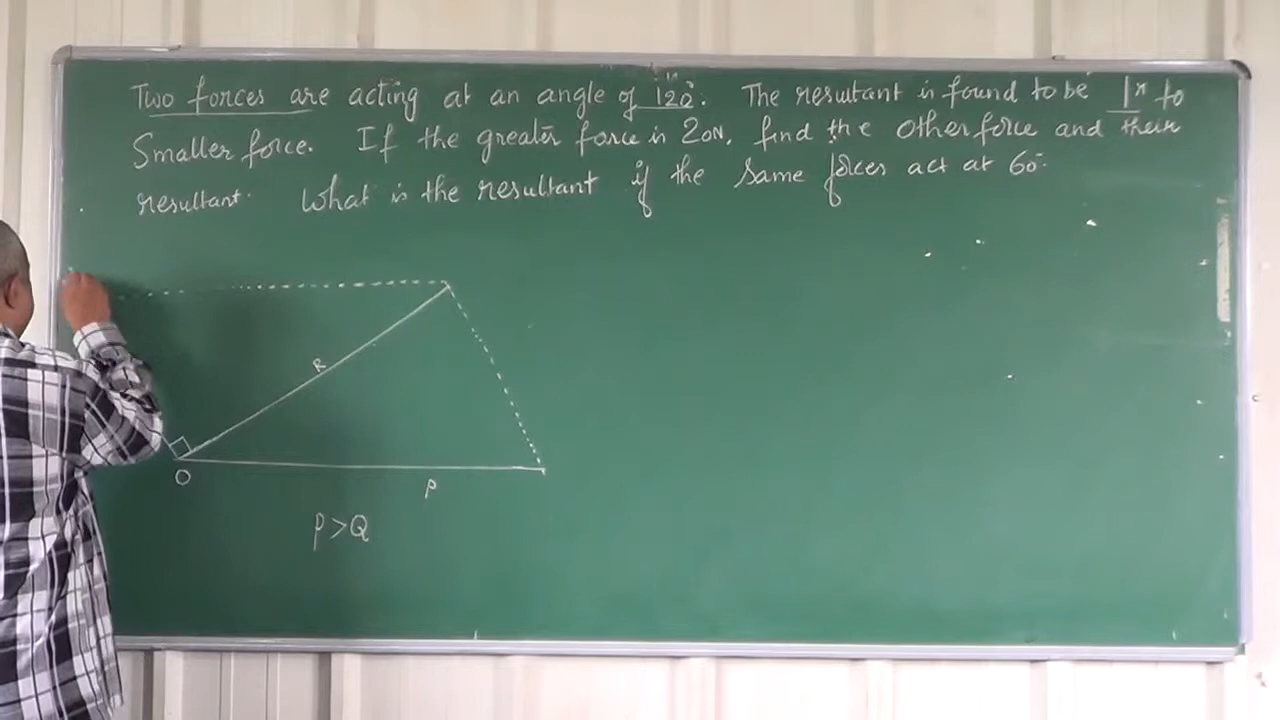 Two forces are acting at an angle of 120°. The resultant is found to be 1r to
Smaller force. If the greater force is 20N, find the other force and their
resultant. What is the resultant if the same forces act at 60°.
R
O
P
P>Q